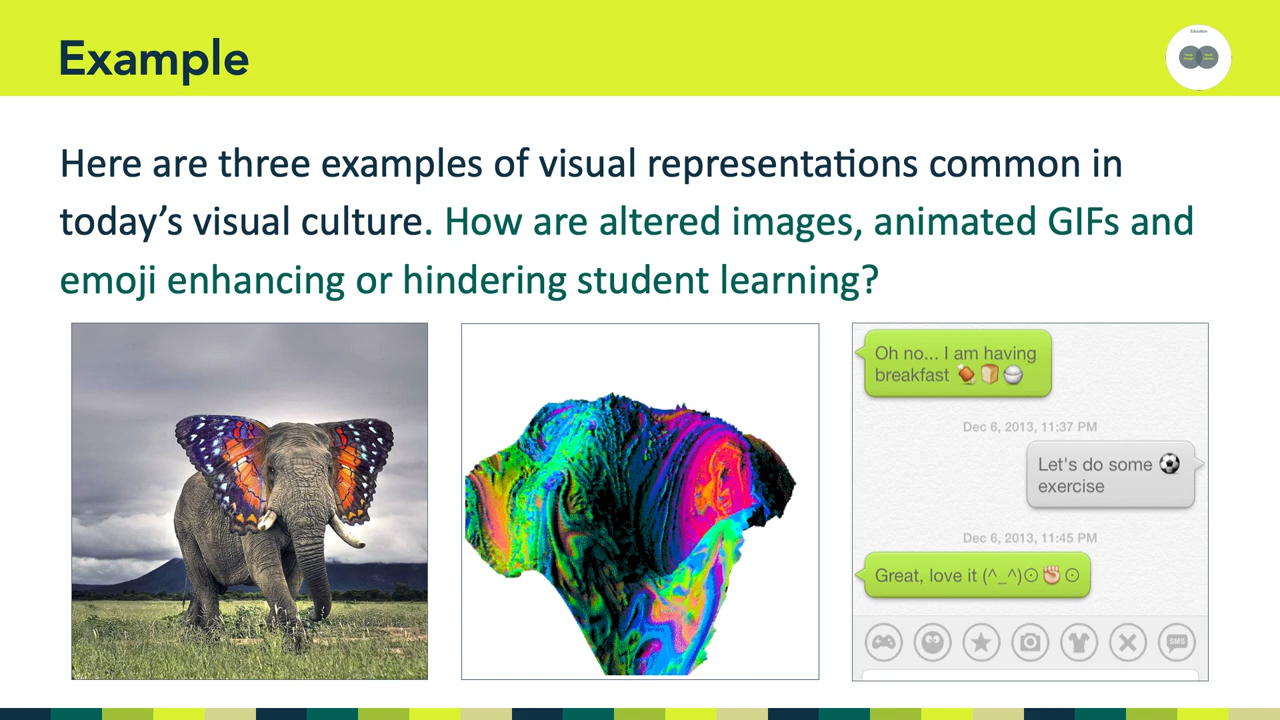 Example
Education
Here are three examples of visual representations common in
today’s visual culture. How are altered images, animated GIFs and
emoji enhancing or hindering student learning?
Oh no... I am having
breakfast 🍗🍞🍚
Dec 6, 2013, 11:37 PM
Let's do some ⚽
exercise
Dec 6, 2013, 11:45 PM
Great, love it (^_^)⊙✊⊙
SMS